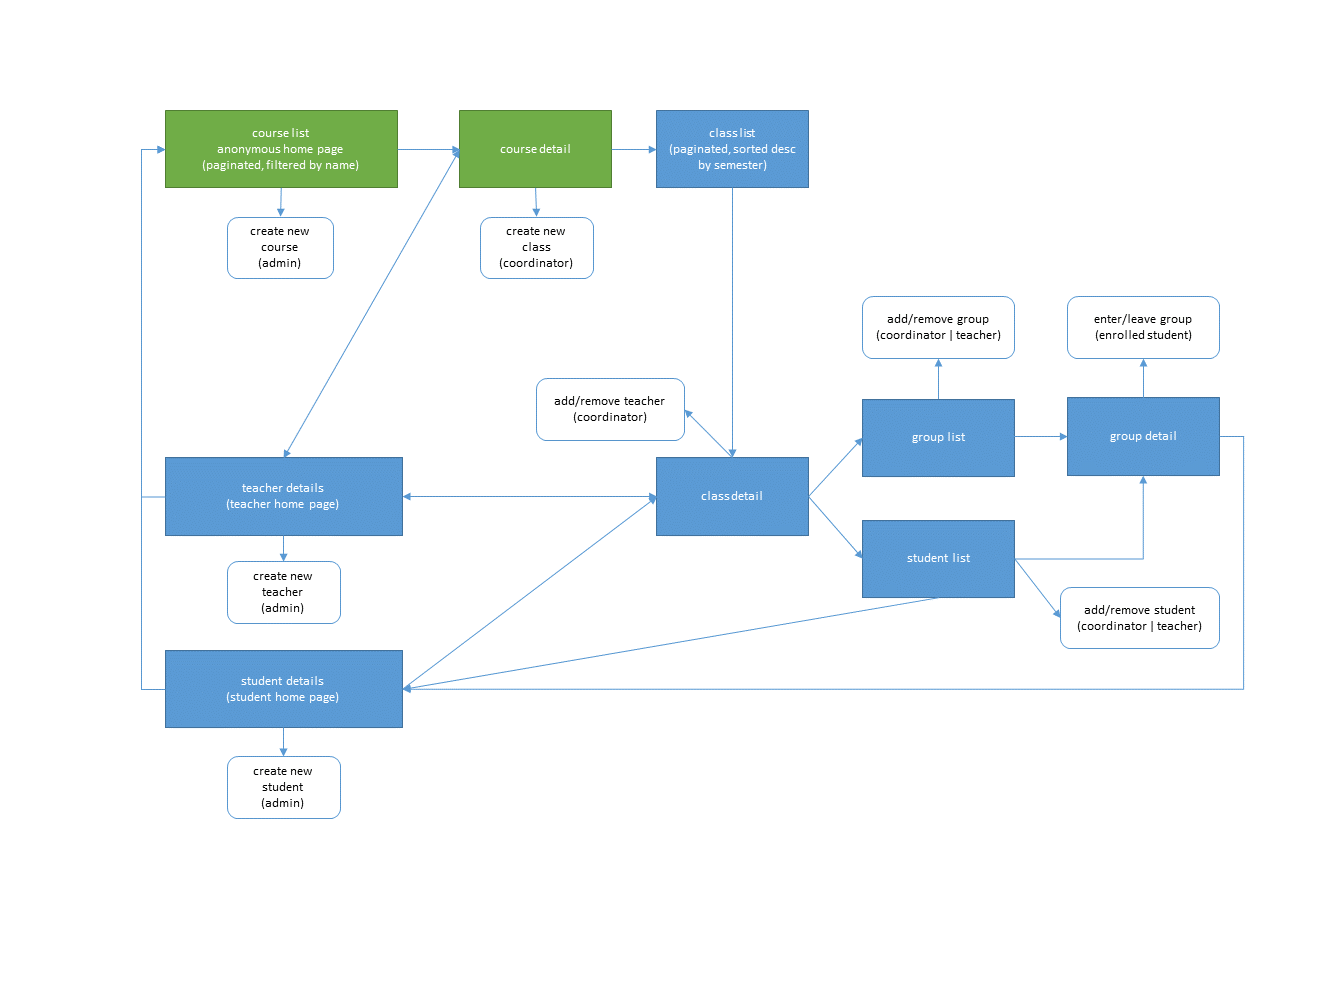 course list
anonymous home page
(paginated, filtered by name)
course detail
class list
(paginated, sorted desc
by semester)
create new
course
(admin)
create new
class
(coordinator)
add/remove group
(coordinator | teacher)
enter/leave group
(enrolled student)
add/remove teacher
(coordinator)
group list
group detail
teacher details
(teacher home page)
class detail
student list
create new
teacher
(admin)
add/remove student
(coordinator | teacher)
student details
(student home page)
create new
student
(admin)